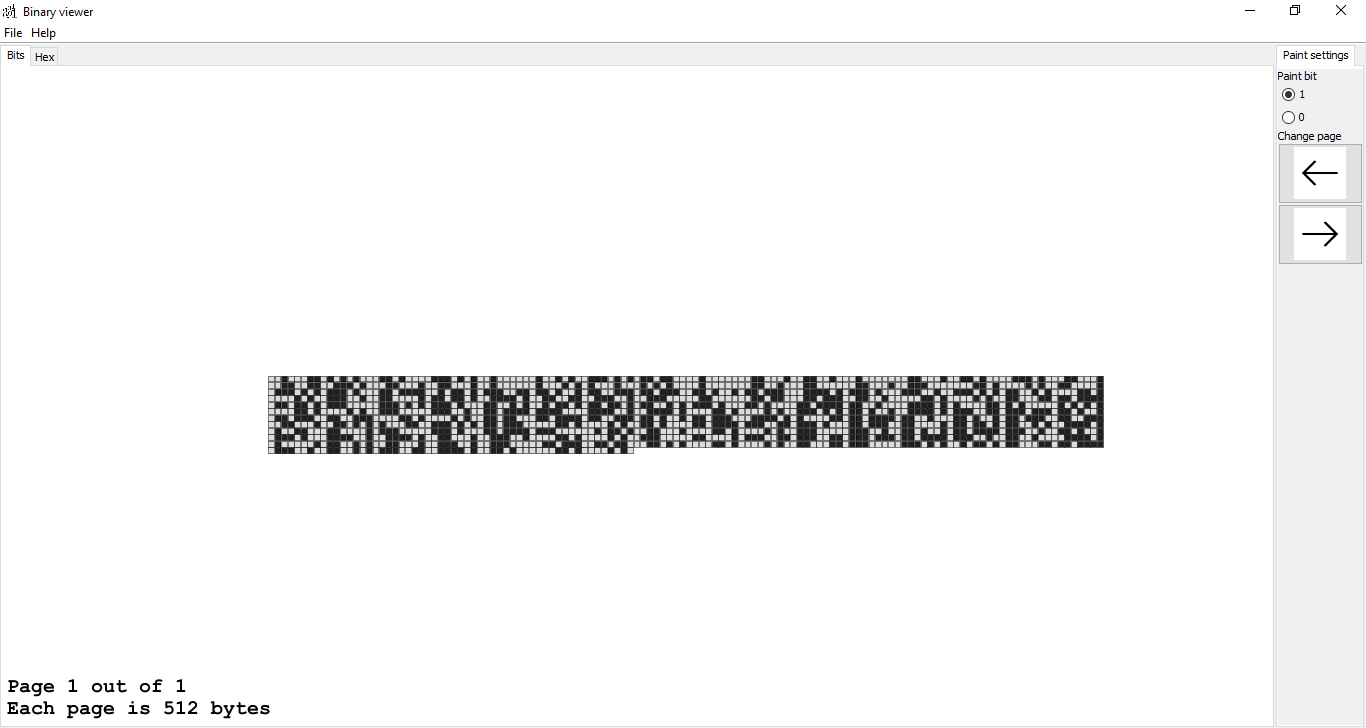 Binary viewer
File Help
Bits Hex
Paint settings
Paint bit
1
0
Change page
Page 1 out of 1
Each page is 512 bytes